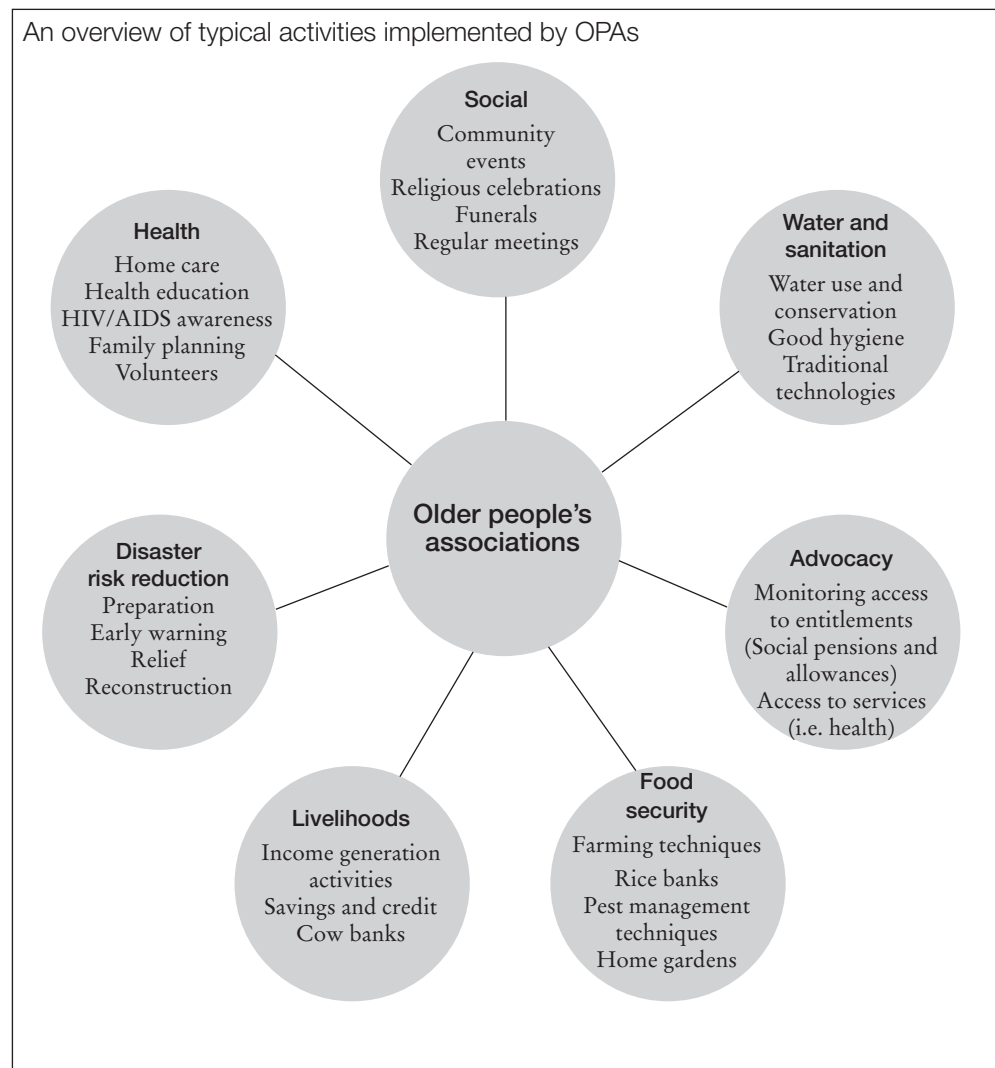 An overview of typical activities implemented by OPAs
Social
Community
events
Religious celebrations
Funerals
Regular meetings
Health
Home care
Health education
HIV/AIDS awareness
Family planning
Volunteers
Water and
sanitation
Water use and
conservation
Good hygiene
Traditional
technologies
Older people’s
associations
Disaster
risk reduction
Preparation
Early warning
Relief
Reconstruction
Advocacy
Monitoring access
to entitlements
(Social pensions and
allowances)
Access to services
(i.e. health)
Livelihoods
Income generation
activities
Savings and credit
Cow banks
Food
security
Farming techniques
Rice banks
Pest management
techniques
Home gardens